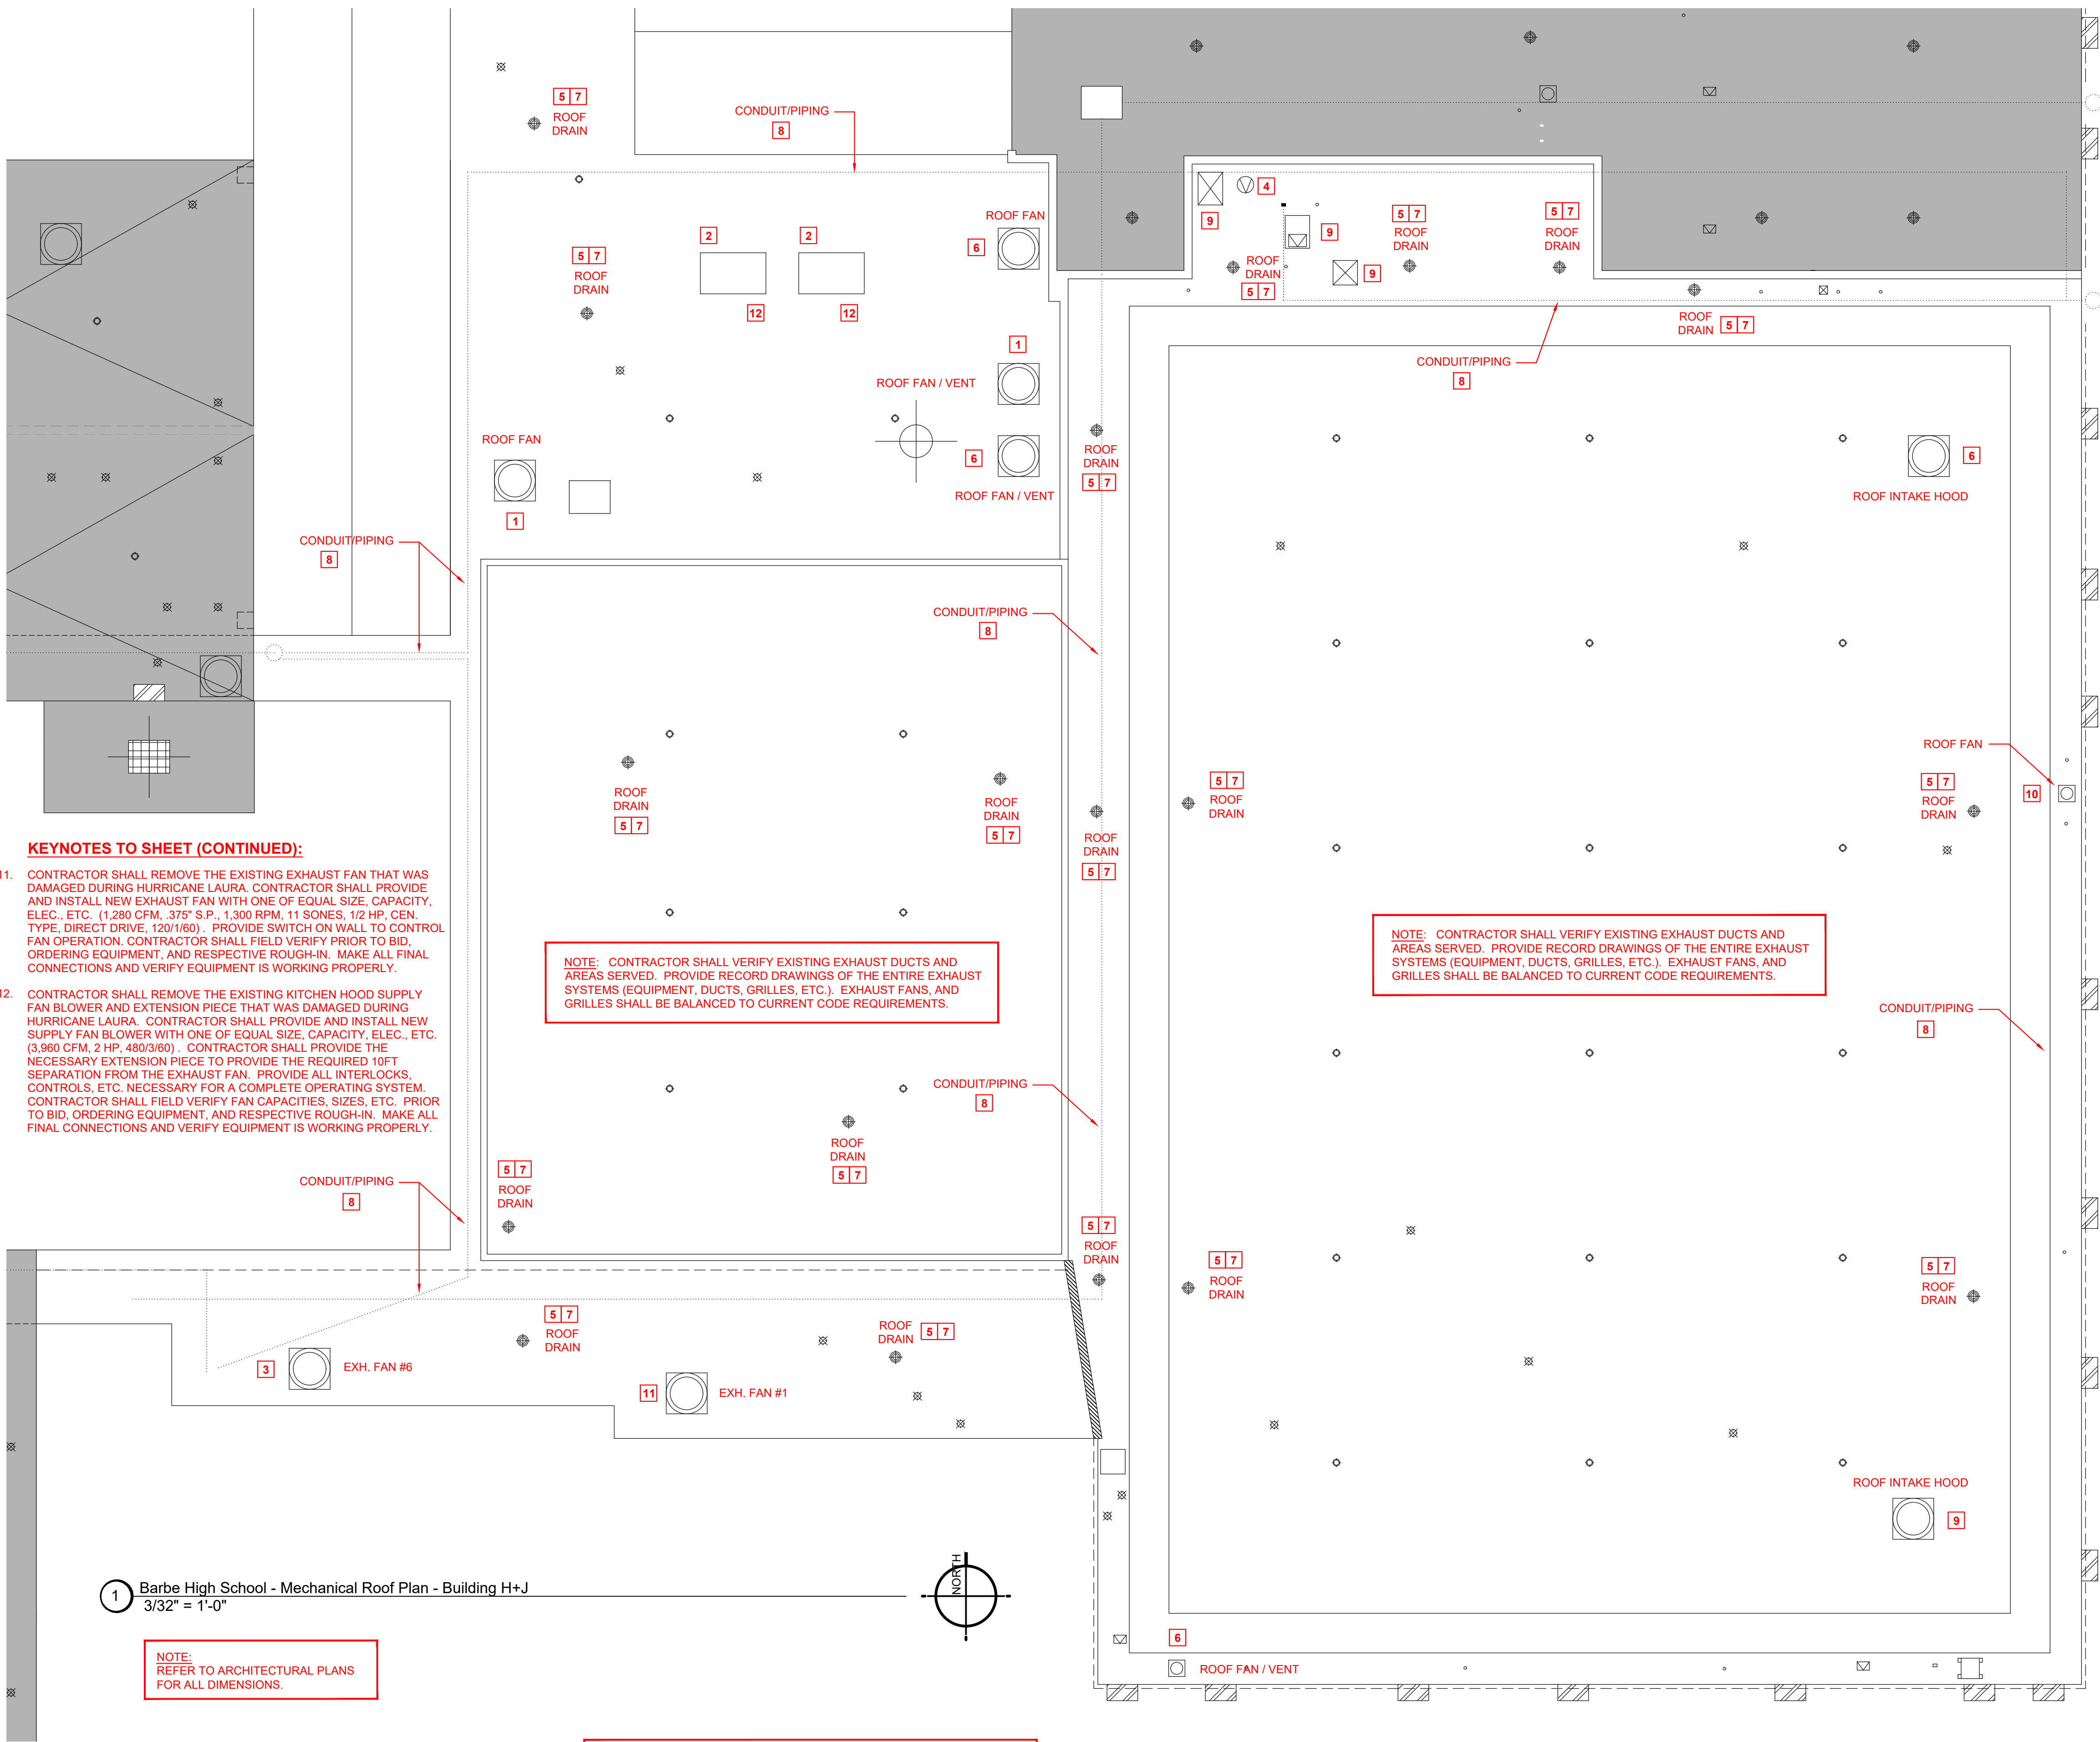 5 7
ROOF
DRAIN
CONDUIT/PIPING
8
4
9
9
9
5 7
ROOF
DRAIN
5 7
ROOF
DRAIN
ROOF
DRAIN
5 7
ROOF
DRAIN 5 7
CONDUIT/PIPING
8
ROOF FAN
6
2
2
5 7
ROOF
DRAIN
12
12
1
ROOF FAN / VENT
6
ROOF FAN / VENT
ROOF FAN
1
ROOF
DRAIN
5 7
6
ROOF INTAKE HOOD
CONDUIT/PIPING
8
CONDUIT/PIPING
8
ROOF FAN
10
5 7
ROOF
DRAIN
5 7
ROOF
DRAIN
ROOF
DRAIN
5 7
ROOF
DRAIN
5 7
ROOF
DRAIN
5 7
KEYNOTES TO SHEET (CONTINUED):
11. CONTRACTOR SHALL REMOVE THE EXISTING EXHAUST FAN THAT WAS
DAMAGED DURING HURRICANE LAURA. CONTRACTOR SHALL PROVIDE
AND INSTALL NEW EXHAUST FAN WITH ONE OF EQUAL SIZE, CAPACITY,
ELEC., ETC. (1,280 CFM, .375" S.P., 1,300 RPM, 11 SONES, 1/2 HP, CEN.
TYPE, DIRECT DRIVE, 120/1/60) . PROVIDE SWITCH ON WALL TO CONTROL
FAN OPERATION. CONTRACTOR SHALL FIELD VERIFY PRIOR TO BID,
ORDERING EQUIPMENT, AND RESPECTIVE ROUGH-IN. MAKE ALL FINAL
CONNECTIONS AND VERIFY EQUIPMENT IS WORKING PROPERLY.
12. CONTRACTOR SHALL REMOVE THE EXISTING KITCHEN HOOD SUPPLY
FAN BLOWER AND EXTENSION PIECE THAT WAS DAMAGED DURING
HURRICANE LAURA. CONTRACTOR SHALL PROVIDE AND INSTALL NEW
SUPPLY FAN BLOWER WITH ONE OF EQUAL SIZE, CAPACITY, ELEC., ETC.
(3,960 CFM, 2 HP, 480/3/60) . CONTRACTOR SHALL PROVIDE THE
NECESSARY EXTENSION PIECE TO PROVIDE THE REQUIRED 10FT
SEPARATION FROM THE EXHAUST FAN. PROVIDE ALL INTERLOCKS,
CONTROLS, ETC. NECESSARY FOR A COMPLETE OPERATING SYSTEM.
CONTRACTOR SHALL FIELD VERIFY FAN CAPACITIES, SIZES, ETC. PRIOR
TO BID, ORDERING EQUIPMENT, AND RESPECTIVE ROUGH-IN. MAKE ALL
FINAL CONNECTIONS AND VERIFY EQUIPMENT IS WORKING PROPERLY.
NOTE: CONTRACTOR SHALL VERIFY EXISTING EXHAUST DUCTS AND
AREAS SERVED. PROVIDE RECORD DRAWINGS OF THE ENTIRE EXHAUST
SYSTEMS (EQUIPMENT, DUCTS, GRILLES, ETC.). EXHAUST FANS, AND
GRILLES SHALL BE BALANCED TO CURRENT CODE REQUIREMENTS.
NOTE: CONTRACTOR SHALL VERIFY EXISTING EXHAUST DUCTS AND
AREAS SERVED. PROVIDE RECORD DRAWINGS OF THE ENTIRE EXHAUST
SYSTEMS (EQUIPMENT, DUCTS, GRILLES, ETC.). EXHAUST FANS, AND
GRILLES SHALL BE BALANCED TO CURRENT CODE REQUIREMENTS.
CONDUIT/PIPING
8
CONDUIT/PIPING
8
ROOF
DRAIN
5 7
5 7
ROOF
DRAIN
CONDUIT/PIPING
8
5 7
ROOF
DRAIN
5 7
ROOF
DRAIN
5 7
ROOF
DRAIN
5 7
ROOF
DRAIN
ROOF
DRAIN 5 7
3
EXH. FAN #6
11
EXH. FAN #1
ROOF INTAKE HOOD
9
NORTH
1
Barbe High School - Mechanical Roof Plan - Building H+J
3/32" = 1'-0"
NOTE:
REFER TO ARCHITECTURAL PLANS
FOR ALL DIMENSIONS.
6
ROOF FAN / VENT